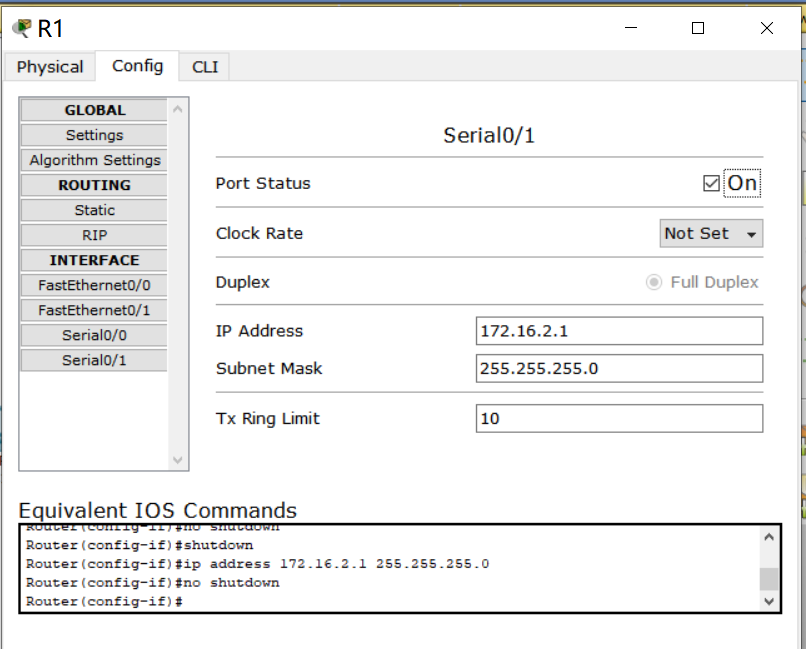 R1
Physical
Config
CLI
GLOBAL
Settings
Algorithm Settings
ROUTING
Static
RIP
INTERFACE
FastEthernet0/0
FastEthernet0/1
Serial0/0
Serial0/1
Serial0/1
Port Status
On
Clock Rate
Not Set
Duplex
Full Duplex
IP Address
172.16.2.1
Subnet Mask
255.255.255.0
Tx Ring Limit
10
Equivalent IOS Commands
Router(config-if)#no shutdown
Router(config-if)#shutdown
Router(config-if)#ip address 172.16.2.1 255.255.255.0
Router(config-if)#no shutdown
Router(config-if)#